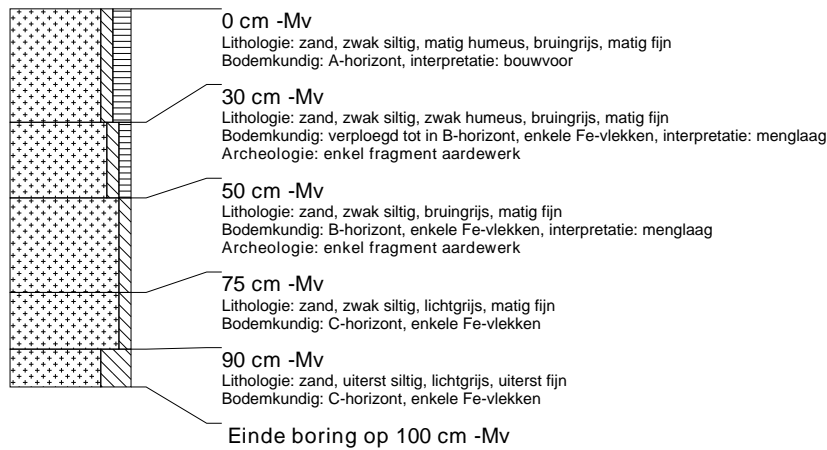 0 cm -Mv
Lithologie: zand, zwak siltig, matig humeus, bruingrijs, matig fijn
Bodemkundig: A-horizont, interpretatie: bouwvoor
30 cm -Mv
Lithologie: zand, zwak siltig, zwak humeus, bruingrijs, matig fijn
Bodemkundig: verploegd tot in B-horizont, enkele Fe-vlekken, interpretatie: menglaag
Archeologie: enkel fragment aardewerk
50 cm -Mv
Lithologie: zand, zwak siltig, bruingrijs, matig fijn
Bodemkundig: B-horizont, enkele Fe-vlekken, interpretatie: menglaag
Archeologie: enkel fragment aardewerk
75 cm -Mv
Lithologie: zand, zwak siltig, lichtgrijs, matig fijn
Bodemkundig: C-horizont, enkele Fe-vlekken
90 cm -Mv
Lithologie: zand, uiterst siltig, lichtgrijs, uiterst fijn
Bodemkundig: C-horizont, enkele Fe-vlekken
Einde boring op 100 cm -Mv